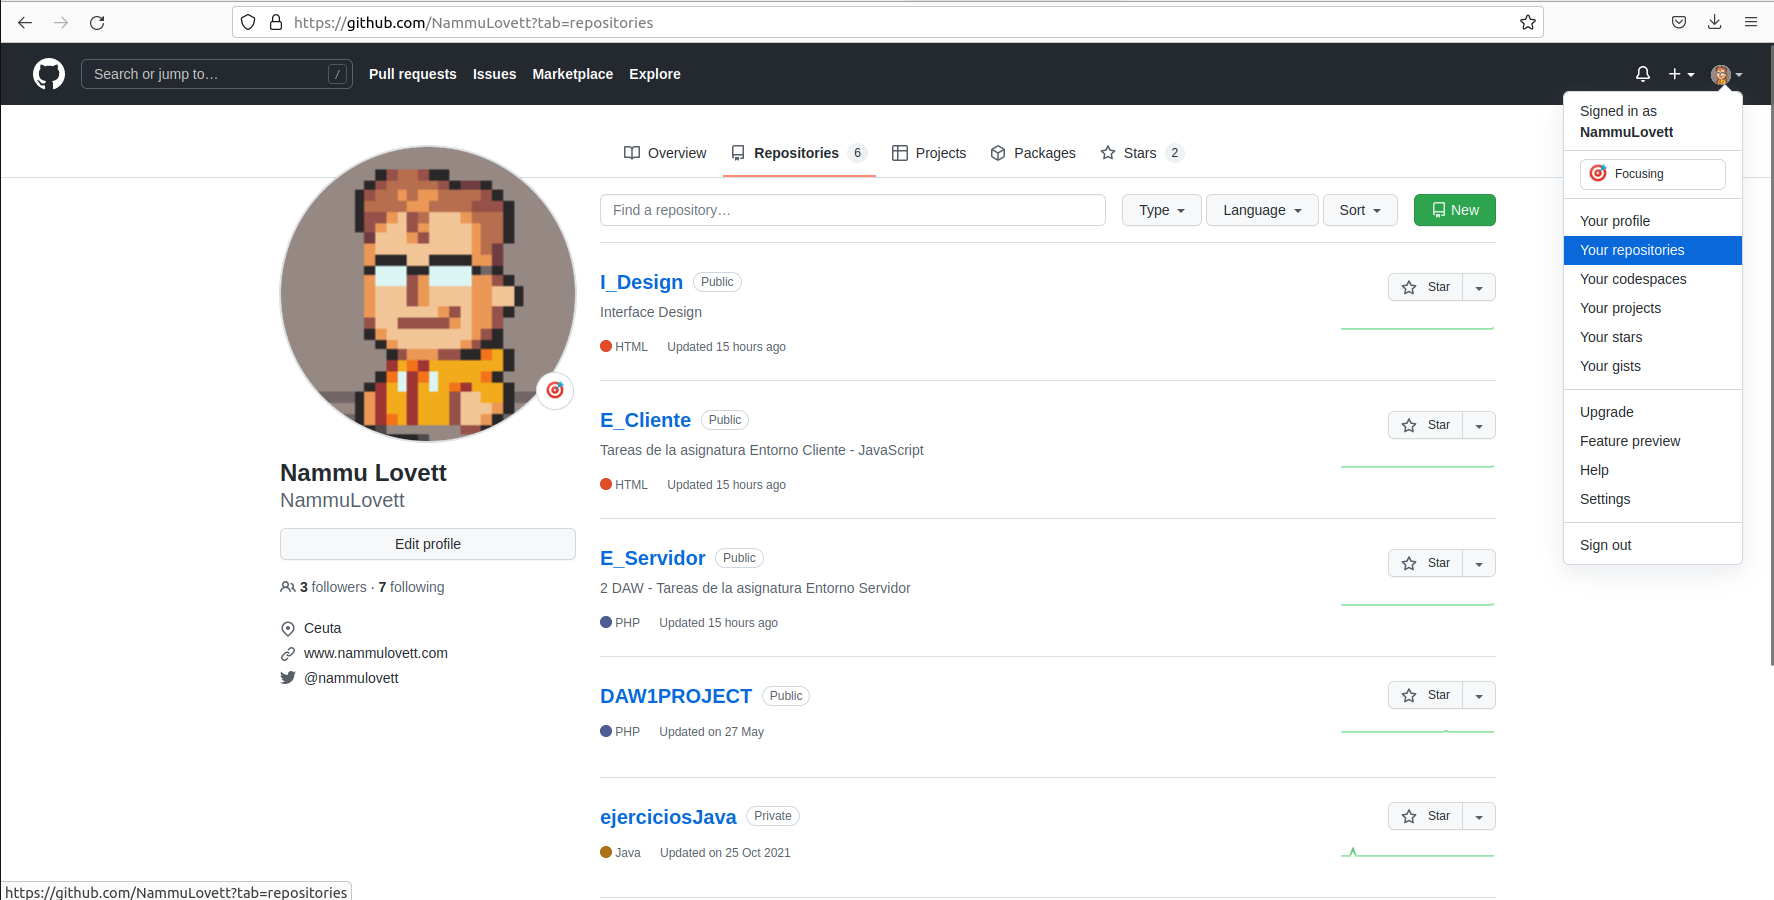 https://github.com/NammuLovett?tab=repositories
Search or jump to… / Pull requests Issues Marketplace Explore
Signed in as
NammuLovett
Focusing
Your profile
Your repositories
Your codespaces
Your projects
Your stars
Your gists
Upgrade
Feature preview
Help
Settings
Sign out
Overview Repositories 6 Projects Packages Stars 2
Nammu Lovett
NammuLovett
Edit profile
3 followers · 7 following
Ceuta
www.nammulovett.com
@nammulovett
Find a repository… Type Language Sort New
I_Design Public Star
Interface Design
HTML Updated 15 hours ago
E_Cliente Public Star
Tareas de la asignatura Entorno Cliente - JavaScript
HTML Updated 15 hours ago
E_Servidor Public Star
2 DAW - Tareas de la asignatura Entorno Servidor
PHP Updated 15 hours ago
DAW1PROJECT Public Star
PHP Updated on 27 May
ejerciciosJava Private Star
Java Updated on 25 Oct 2021
https://github.com/NammuLovett?tab=repositories